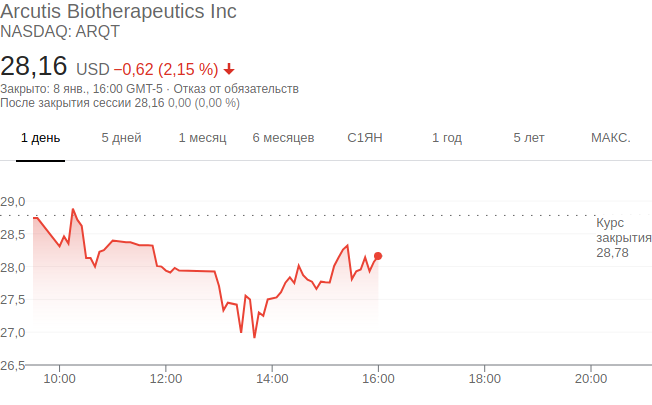 Arcutis Biotherapeutics Inc
NASDAQ: ARQT
28,16 USD −0,62 (2,15 %)
Закрыто: 8 янв., 16:00 GMT-5 · Отказ от обязательств
После закрытия сессии 28,16 0,00 (0,00 %)
1 день 5 дней 1 месяц 6 месяцев С1ЯН 1 год 5 лет МАКС.
29,0
28,5
28,0
27,5
27,0
26,5
Курс
закрытия
28,78
10:00 12:00 14:00 16:00 18:00 20:00